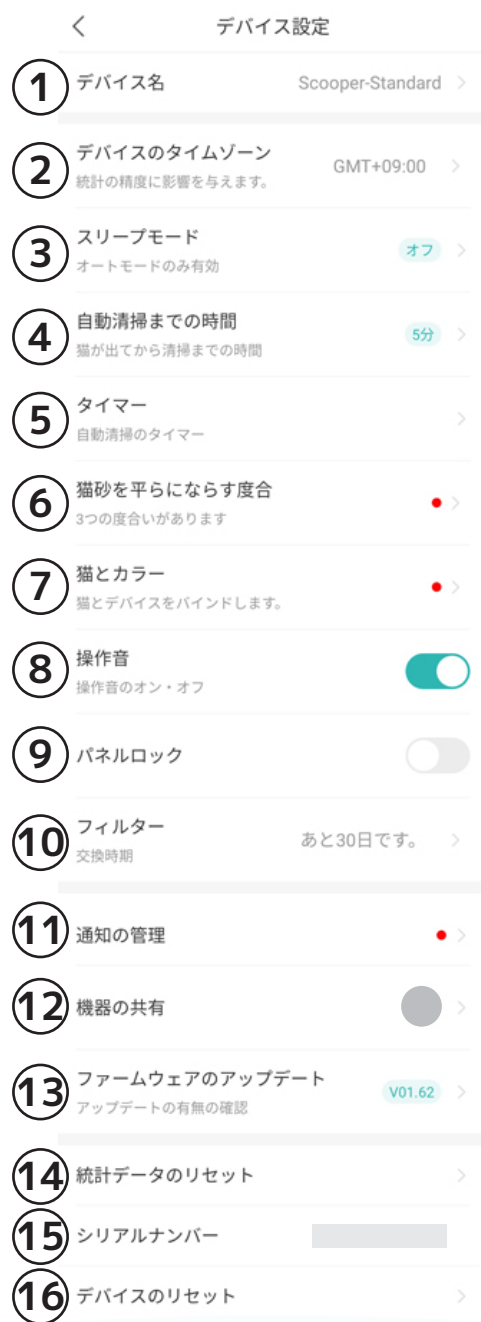 デバイス設定
① デバイス名 Scooper-Standard
② デバイスのタイムゾーン GMT+09:00
統計の精度に影響を与えます。
③ スリープモード オフ
オートモードのみ有効
④ 自動清掃までの時間 5分
猫が出てから清掃までの時間
⑤ タイマー
自動清掃のタイマー
⑥ 猫砂を平らにならす度合
3つの度合いがあります
⑦ 猫とカラー
猫とデバイスをバインドします。
⑧ 操作音
操作音のオン・オフ
⑨ パネルロック
⑩ フィルター あと30日です。
交換時期
⑪ 通知の管理
⑫ 機器の共有
⑬ ファームウェアのアップデート V01.62
アップデートの有無の確認
⑭ 統計データのリセット
⑮ シリアルナンバー
⑯ デバイスのリセット